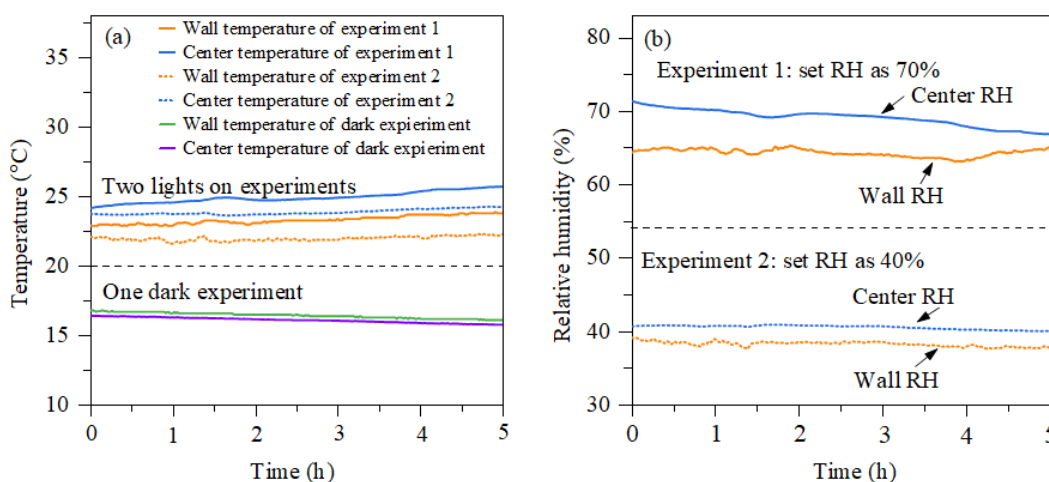 (a)
Wall temperature of experiment 1
Center temperature of experiment 1
Wall temperature of experiment 2
Center temperature of experiment 2
Wall temperature of dark expieriment
Center temperature of dark expieriment
Two lights on experiments
One dark experiment
Temperature (°C)
35
30
25
20
15
10
0 1 2 3 4 5
Time (h)
(b)
Experiment 1: set RH as 70%
Center RH
Wall RH
Experiment 2: set RH as 40%
Center RH
Wall RH
Relative humidity (%)
80
70
60
50
40
30
0 1 2 3 4 5
Time (h)